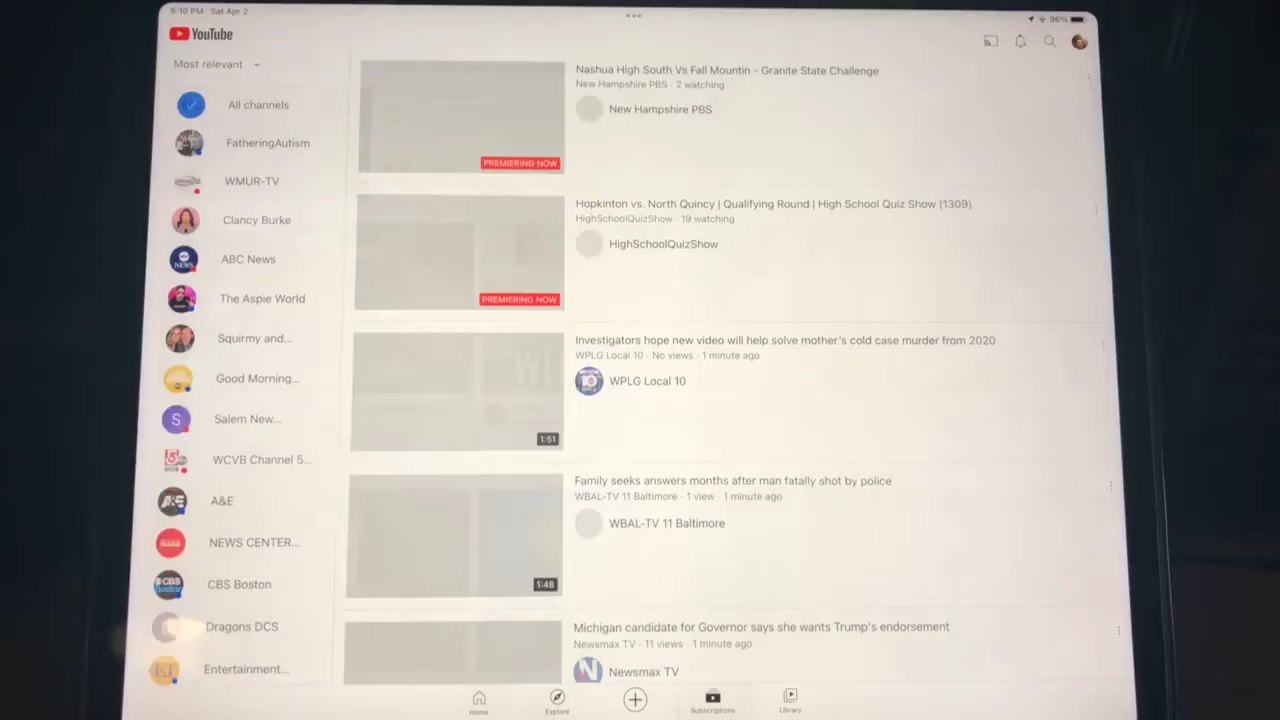 6:10 PM Sat Apr 2
96%
YouTube
Most relevant
All channels
FatheringAutism
WMUR-TV
Clancy Burke
ABC News
The Aspie World
Squirmy and...
Good Morning...
Salem New...
WCVB Channel 5...
A&E
NEWS CENTER...
CBS Boston
Dragons DCS
Entertainment...
Nashua High South Vs Fall Mountin - Granite State Challenge
New Hampshire PBS · 2 watching
New Hampshire PBS
PREMIERING NOW
Hopkinton vs. North Quincy | Qualifying Round | High School Quiz Show (1309)
HighSchoolQuizShow · 19 watching
HighSchoolQuizShow
PREMIERING NOW
Investigators hope new video will help solve mother's cold case murder from 2020
WPLG Local 10 · No views · 1 minute ago
WPLG Local 10
1:51
Family seeks answers months after man fatally shot by police
WBAL-TV 11 Baltimore · 1 view · 1 minute ago
WBAL-TV 11 Baltimore
1:48
Michigan candidate for Governor says she wants Trump's endorsement
Newsmax TV · 11 views · 1 minute ago
Newsmax TV
Home
Explore
Subscriptions
Library